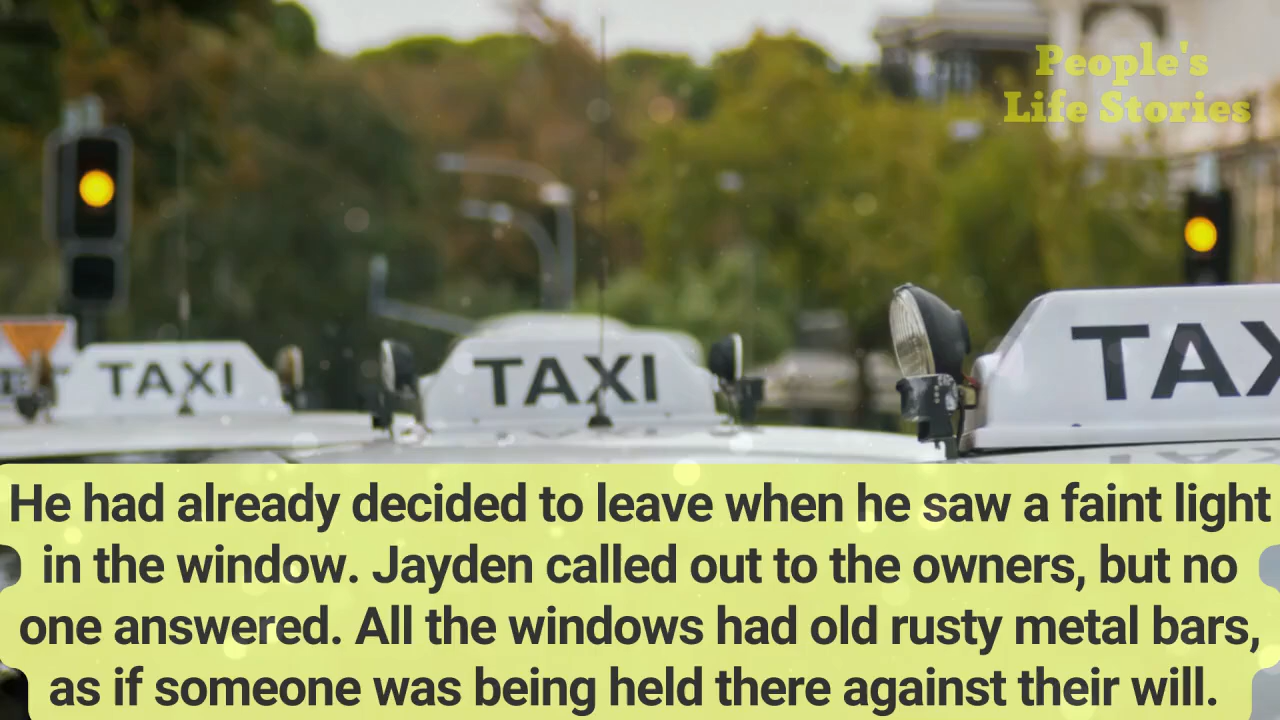 People's
Life Stories
TAXI
TAXI
TAX
He had already decided to leave when he saw a faint light
in the window. Jayden called out to the owners, but no
one answered. All the windows had old rusty metal bars,
as if someone was being held there against their will.